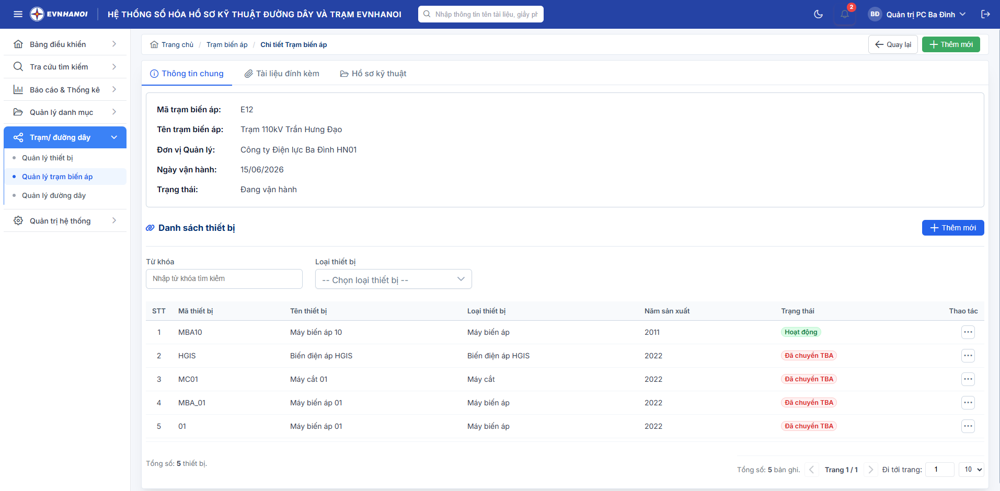 EVNHANOI
HỆ THỐNG SỐ HÓA HỒ SƠ KỸ THUẬT ĐƯỜNG DÂY VÀ TRẠM EVNHANOI
Nhập thông tin tên tài liệu, giấy ph
2
BĐ
Quản trị PC Ba Đình
Bảng điều khiển
Tra cứu tìm kiếm
Báo cáo & Thống kê
Quản lý danh mục
Trạm/ đường dây
Quản lý thiết bị
Quản lý trạm biến áp
Quản lý đường dây
Quản trị hệ thống
Trang chủ / Trạm biến áp / Chi tiết Trạm biến áp
Quay lại
Thêm mới
Thông tin chung
Tài liệu đính kèm
Hồ sơ kỹ thuật
Mã trạm biến áp: E12
Tên trạm biến áp: Trạm 110kV Trần Hưng Đạo
Đơn vị Quản lý: Công ty Điện lực Ba Đình HN01
Ngày vận hành: 15/06/2026
Trạng thái: Đang vận hành
Danh sách thiết bị
Thêm mới
Từ khóa
Nhập từ khóa tìm kiếm
Loại thiết bị
-- Chọn loại thiết bị --
STT Mã thiết bị Tên thiết bị Loại thiết bị Năm sản xuất Trạng thái Thao tác
1 MBA10 Máy biến áp 10 Máy biến áp 2011 Hoạt động
2 HGIS Biến điện áp HGIS Biến điện áp HGIS 2022 Đã chuyển TBA
3 MC01 Máy cắt 01 Máy cắt 2022 Đã chuyển TBA
4 MBA_01 Máy biến áp 01 Máy biến áp 2022 Đã chuyển TBA
5 01 Máy biến áp 01 Máy biến áp 2022 Đã chuyển TBA
Tổng số: 5 thiết bị.
Tổng số: 5 bản ghi. Trang 1 / 1 Đi tới trang: 1 10